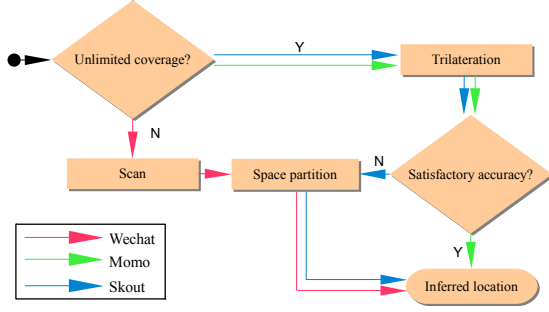 Y
Unlimited coverage?
Trilateration
N
Scan
Space partition
N
Satisfactory accuracy?
Wechat
Momo
Skout
Y
Inferred location